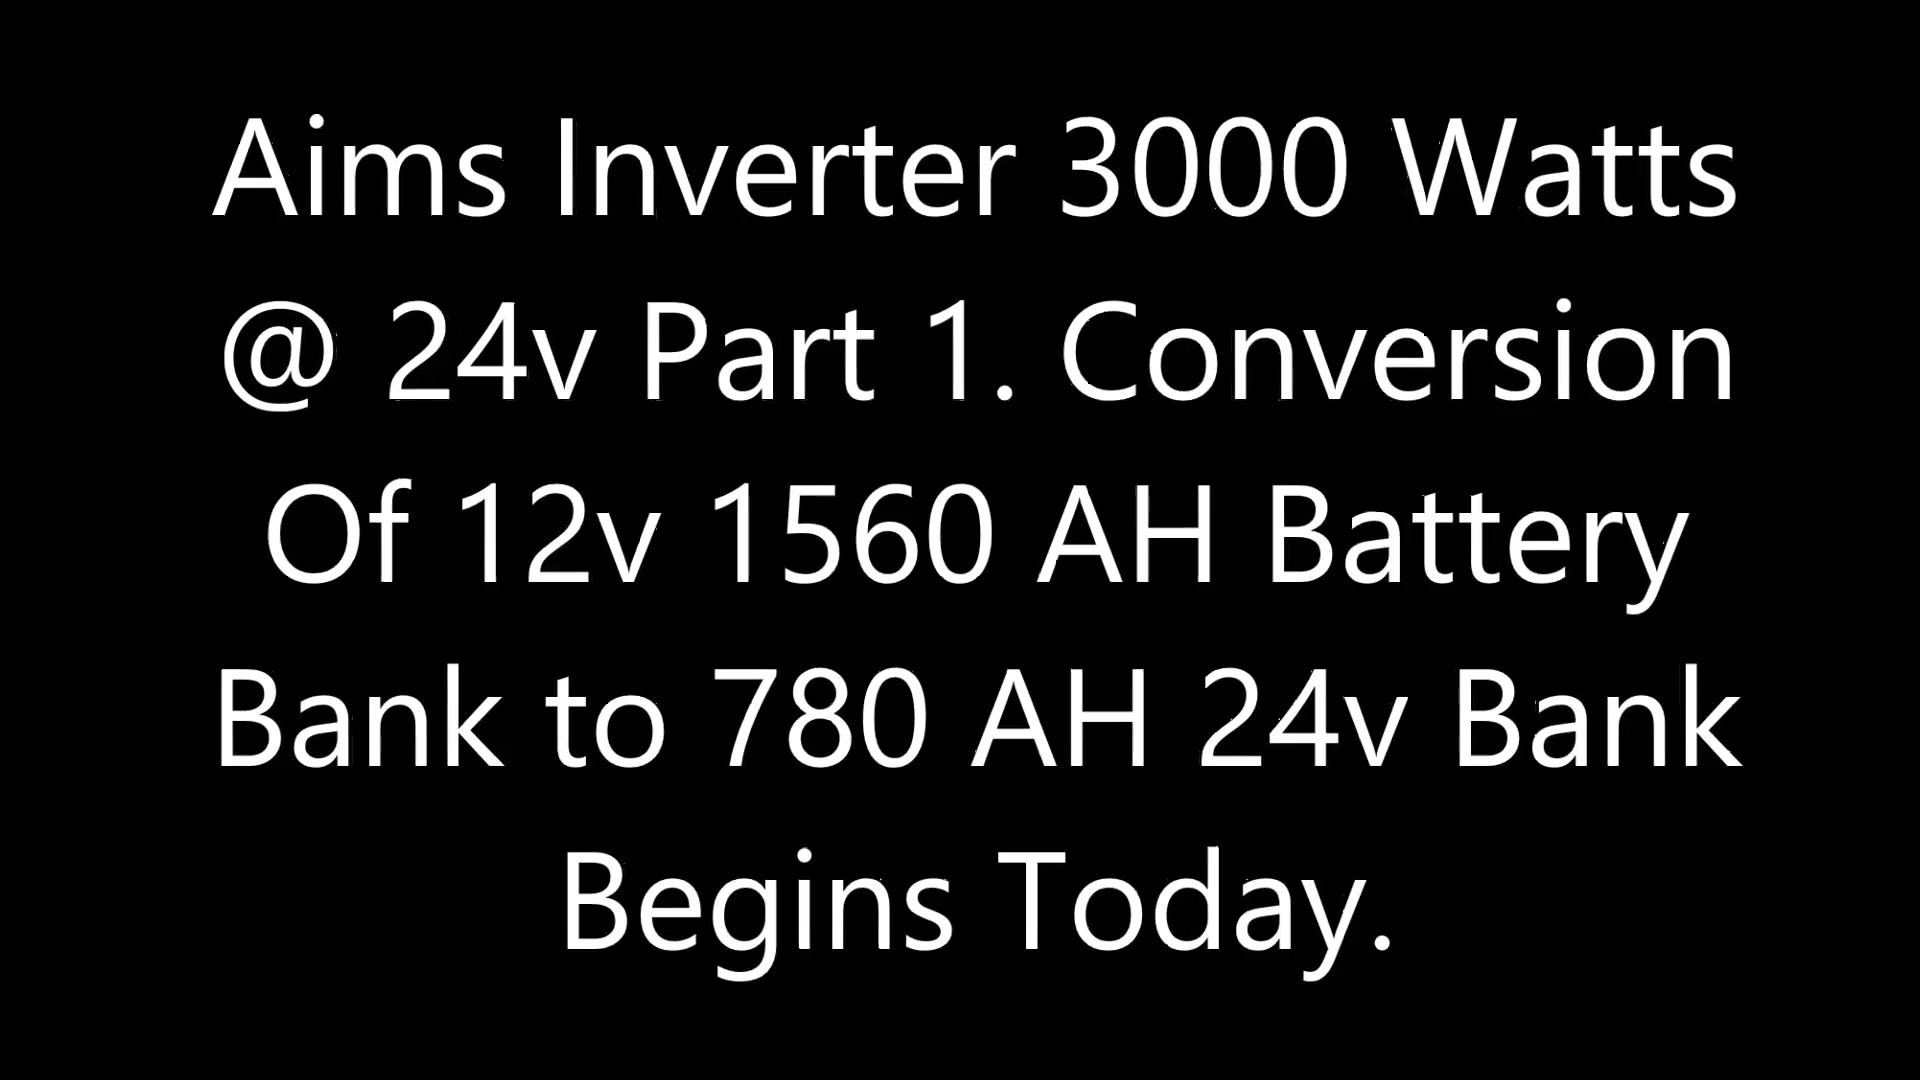 Aims Inverter 3000 Watts
@ 24v Part 1. Conversion
Of 12v 1560 AH Battery
Bank to 780 AH 24v Bank
Begins Today.